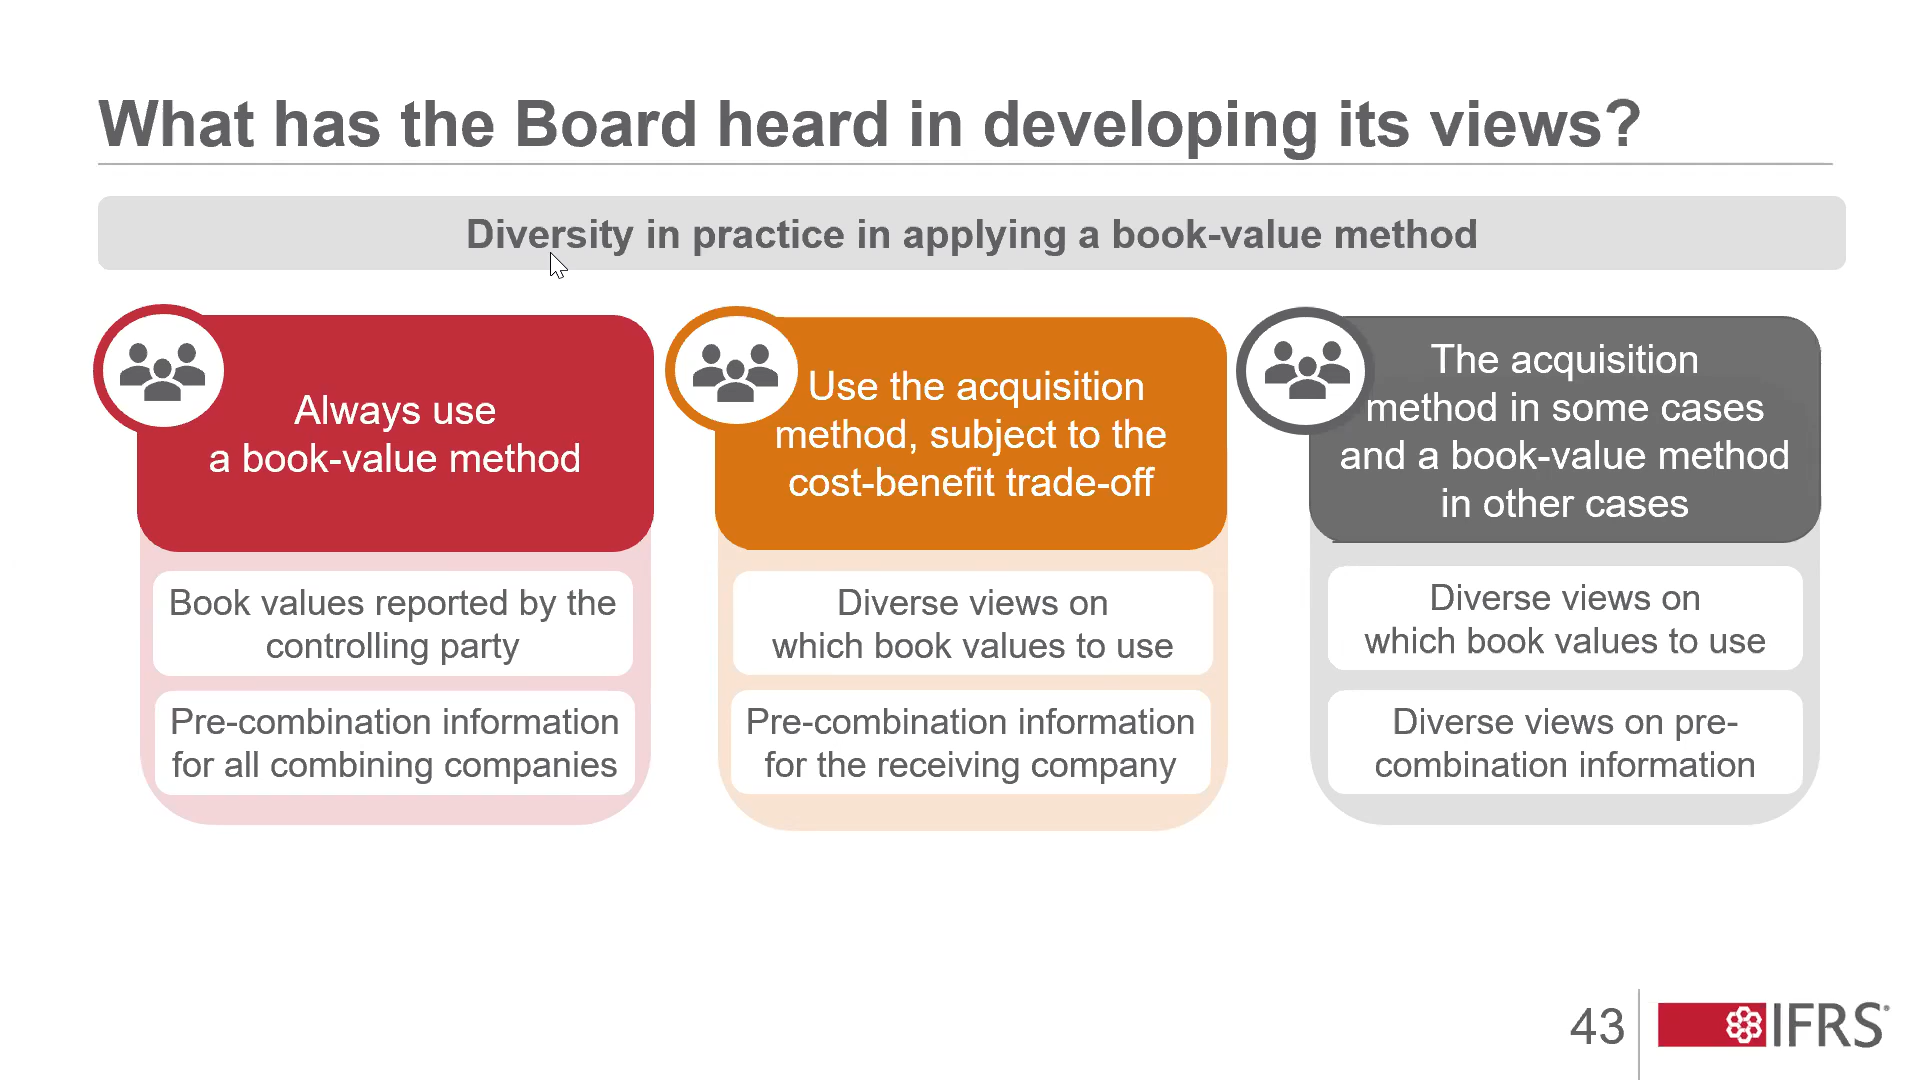 What has the Board heard in developing its views?
Diversity in practice in applying a book-value method
Always use
a book-value method
Book values reported by the
controlling party
Pre-combination information
for all combining companies
Use the acquisition
method, subject to the
cost-benefit trade-off
Diverse views on
which book values to use
Pre-combination information
for the receiving company
The acquisition
method in some cases
and a book-value method
in other cases
Diverse views on
which book values to use
Diverse views on pre-
combination information
43
IFRS®